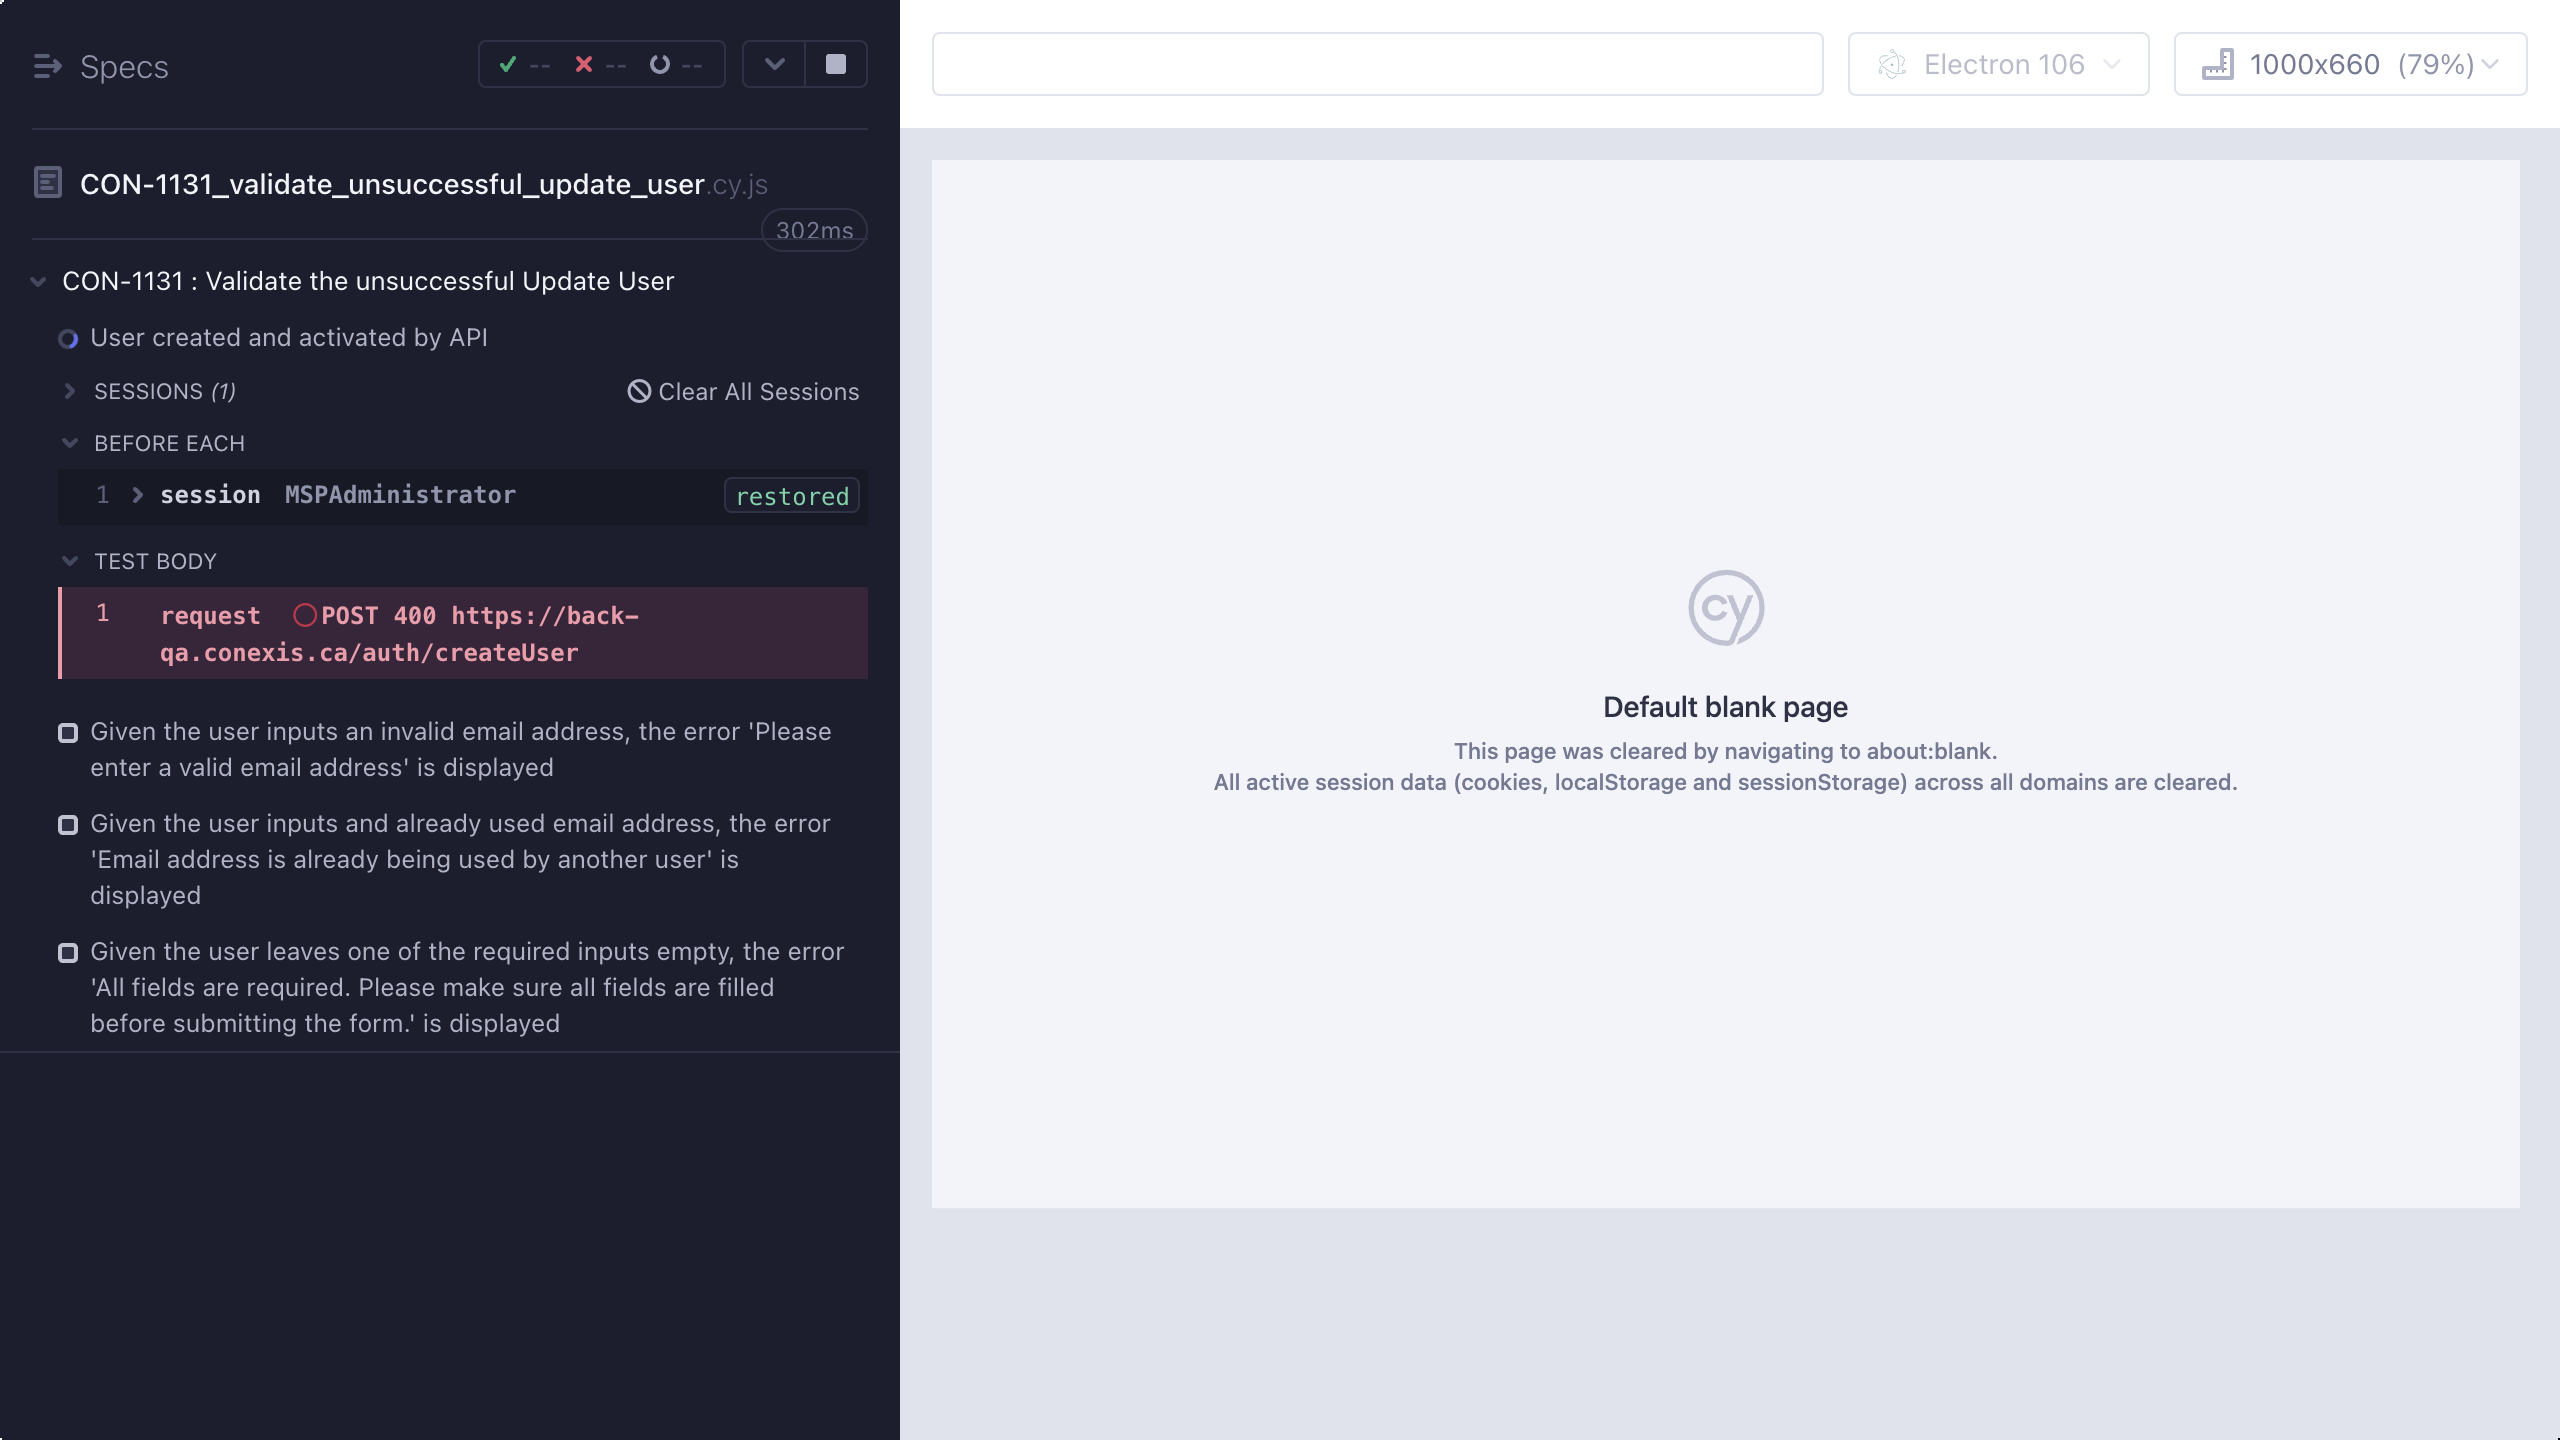 Specs
-- -- --
CON-1131_validate_unsuccessful_update_user.cy.js
302ms
CON-1131 : Validate the unsuccessful Update User
User created and activated by API
SESSIONS (1) Clear All Sessions
BEFORE EACH
1 session MSPAdministrator restored
TEST BODY
1 request POST 400 https://back-
qa.conexis.ca/auth/createUser
Given the user inputs an invalid email address, the error 'Please
enter a valid email address' is displayed
Given the user inputs and already used email address, the error
'Email address is already being used by another user' is
displayed
Given the user leaves one of the required inputs empty, the error
'All fields are required. Please make sure all fields are filled
before submitting the form.' is displayed
Electron 106
1000x660 (79%)
cy
Default blank page
This page was cleared by navigating to about:blank.
All active session data (cookies, localStorage and sessionStorage) across all domains are cleared.